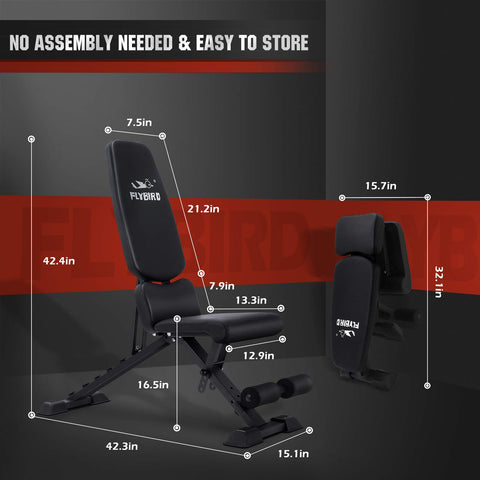 NO ASSEMBLY NEEDED & EASY TO STORE
7.5in
FLYBIRD
21.2in
42.4in
7.9in
13.3in
12.9in
16.5in
42.3in
15.1in
15.7in
32.1in
FLYBIRD
FLYBIRD
YB